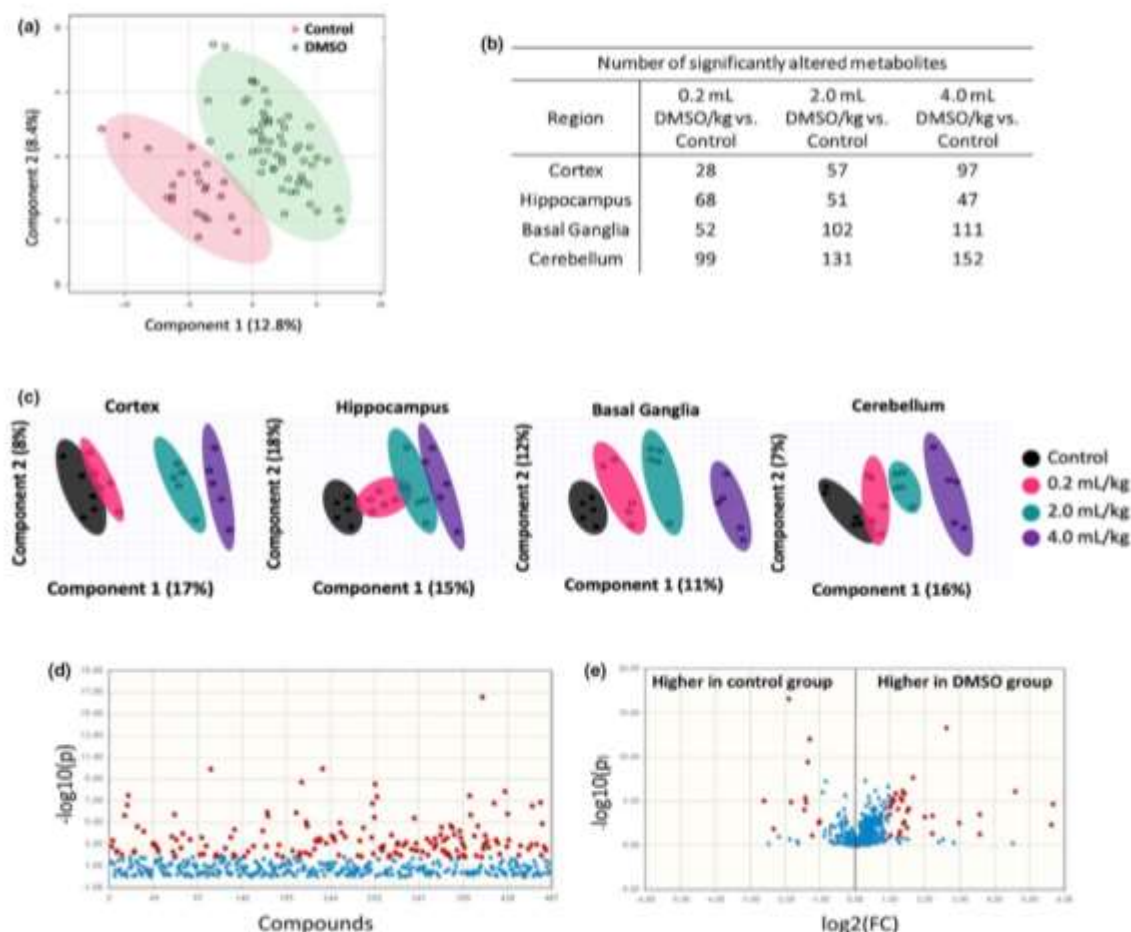 (a)
Control
DMSO
Component 2 (8.4%)
Component 1 (12.8%)
(b)
Number of significantly altered metabolites
Region
0.2 mL DMSO/kg vs. Control
2.0 mL DMSO/kg vs. Control
4.0 mL DMSO/kg vs. Control
Cortex 28 57 97
Hippocampus 68 51 47
Basal Ganglia 52 102 111
Cerebellum 99 131 152
(c)
Cortex
Component 2 (8%)
Component 1 (17%)
Hippocampus
Component 2 (18%)
Component 1 (15%)
Basal Ganglia
Component 2 (12%)
Component 1 (11%)
Cerebellum
Component 2 (7%)
Component 1 (16%)
Control
0.2 mL/kg
2.0 mL/kg
4.0 mL/kg
(d)
-log10(p)
Compounds
(e)
Higher in control group
Higher in DMSO group
-log10(p)
log2(FC)